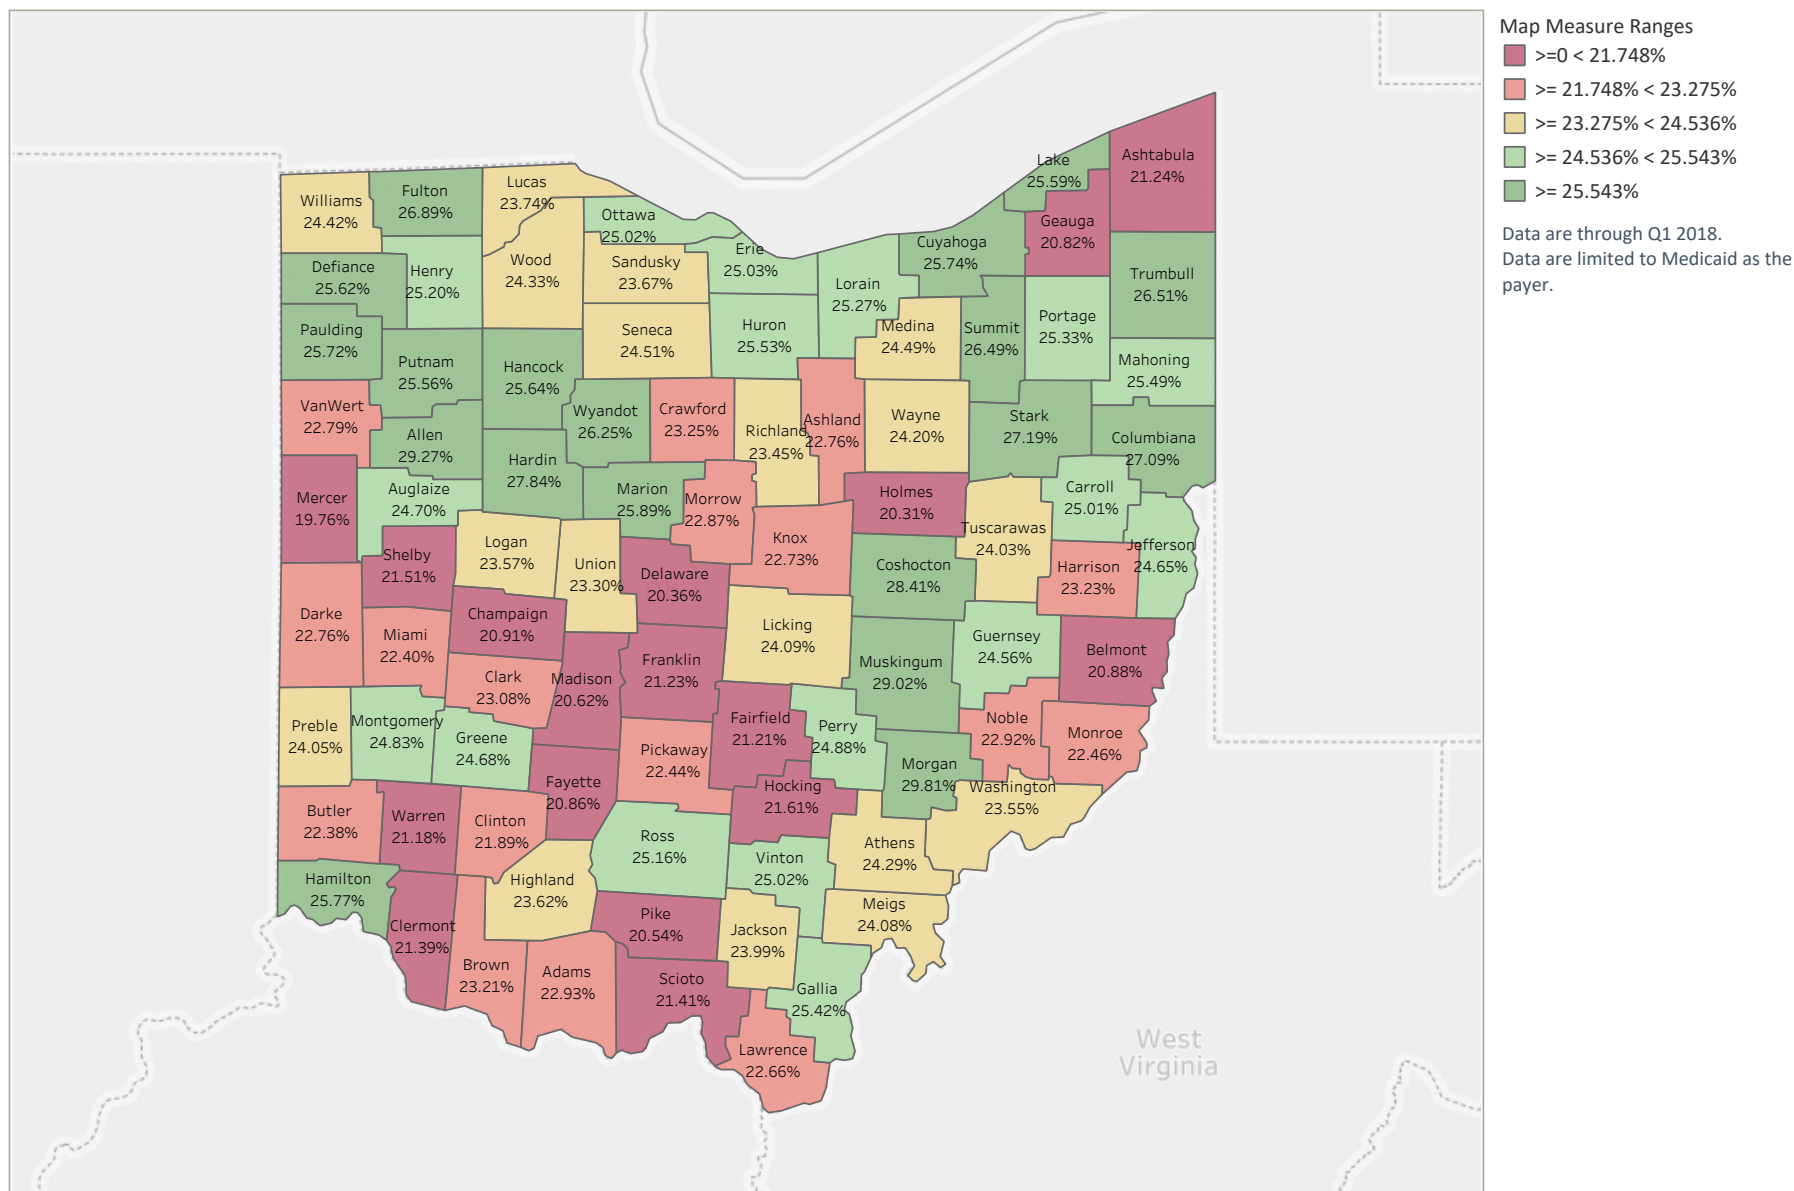 Map Measure Ranges
>=0 < 21.748%
>= 21.748% < 23.275%
>= 23.275% < 24.536%
>= 24.536% < 25.543%
>= 25.543%
Data are through Q1 2018.
Data are limited to Medicaid as the
payer.
Williams
24.42%
Fulton
26.89%
Lucas
23.74%
Ottawa
25.02%
Lake
25.59%
Ashtabula
21.24%
Geauga
20.82%
Cuyahoga
25.74%
Erie
25.03%
Defiance
25.62%
Henry
25.20%
Wood
24.33%
Sandusky
23.67%
Lorain
25.27%
Trumbull
26.51%
Paulding
25.72%
Seneca
24.51%
Huron
25.53%
Medina
24.49%
Summit
26.49%
Portage
25.33%
Mahoning
25.49%
Putnam
25.56%
Hancock
25.64%
VanWert
22.79%
Allen
29.27%
Wyandot
26.25%
Crawford
23.25%
Richland
23.45%
Ashland
22.76%
Wayne
24.20%
Stark
27.19%
Columbiana
27.09%
Hardin
27.84%
Mercer
19.76%
Auglaize
24.70%
Marion
25.89%
Morrow
22.87%
Holmes
20.31%
Carroll
25.01%
Tuscarawas
24.03%
Jefferson
24.65%
Shelby
21.51%
Logan
23.57%
Union
23.30%
Knox
22.73%
Delaware
20.36%
Coshocton
28.41%
Harrison
23.23%
Darke
22.76%
Miami
22.40%
Champaign
20.91%
Licking
24.09%
Guernsey
24.56%
Belmont
20.88%
Clark
23.08%
Madison
20.62%
Franklin
21.23%
Muskingum
29.02%
Preble
24.05%
Montgomery
24.83%
Greene
24.68%
Pickaway
22.44%
Fairfield
21.21%
Perry
24.88%
Noble
22.92%
Monroe
22.46%
Morgan
29.81%
Washington
23.55%
Fayette
20.86%
Hocking
21.61%
Butler
22.38%
Warren
21.18%
Clinton
21.89%
Ross
25.16%
Vinton
25.02%
Athens
24.29%
Hamilton
25.77%
Highland
23.62%
Clermont
21.39%
Pike
20.54%
Jackson
23.99%
Meigs
24.08%
Brown
23.21%
Adams
22.93%
Scioto
21.41%
Gallia
25.42%
Lawrence
22.66%
West
Virginia